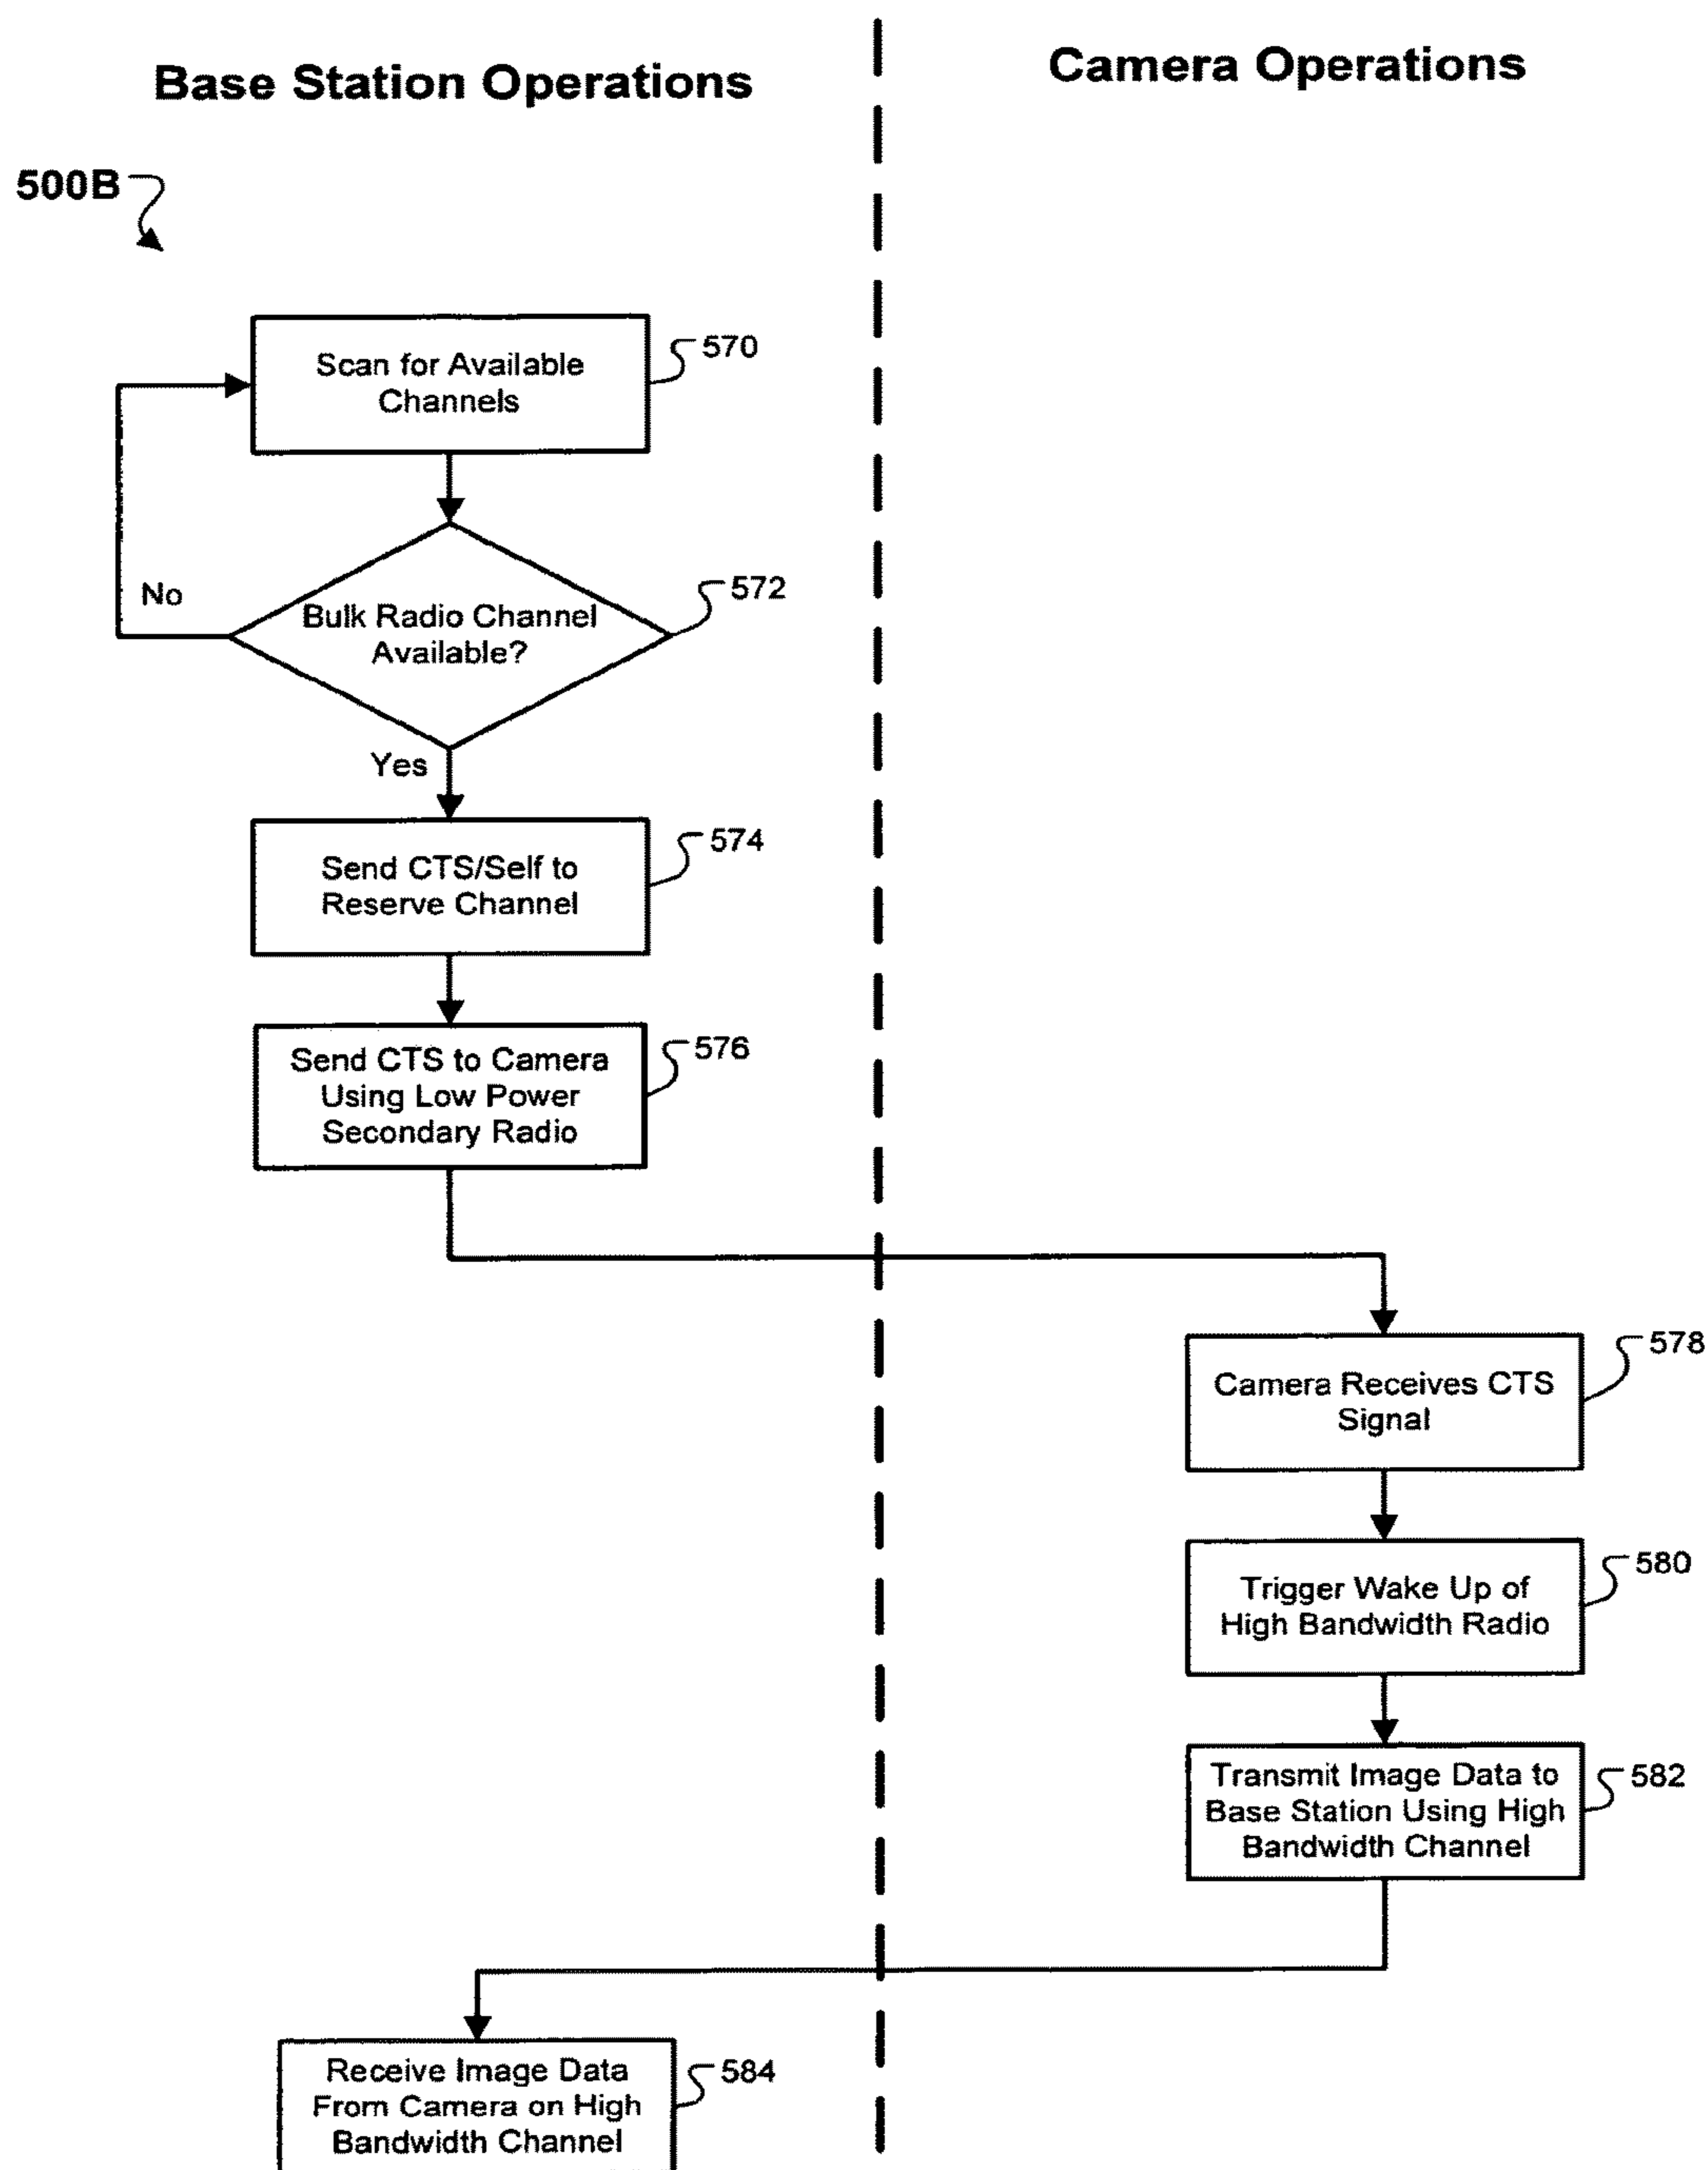 Base Station Operations
Camera Operations
500B
Scan for Available
Channels
570
No
Bulk Radio Channel
Available?
572
Yes
Send CTS/Self to
Reserve Channel
574
Send CTS to Camera
Using Low Power
Secondary Radio
576
Camera Receives CTS
Signal
578
Trigger Wake Up of
High Bandwidth Radio
580
Transmit Image Data to
Base Station Using High
Bandwidth Channel
582
Receive Image Data
From Camera on High
Bandwidth Channel
584